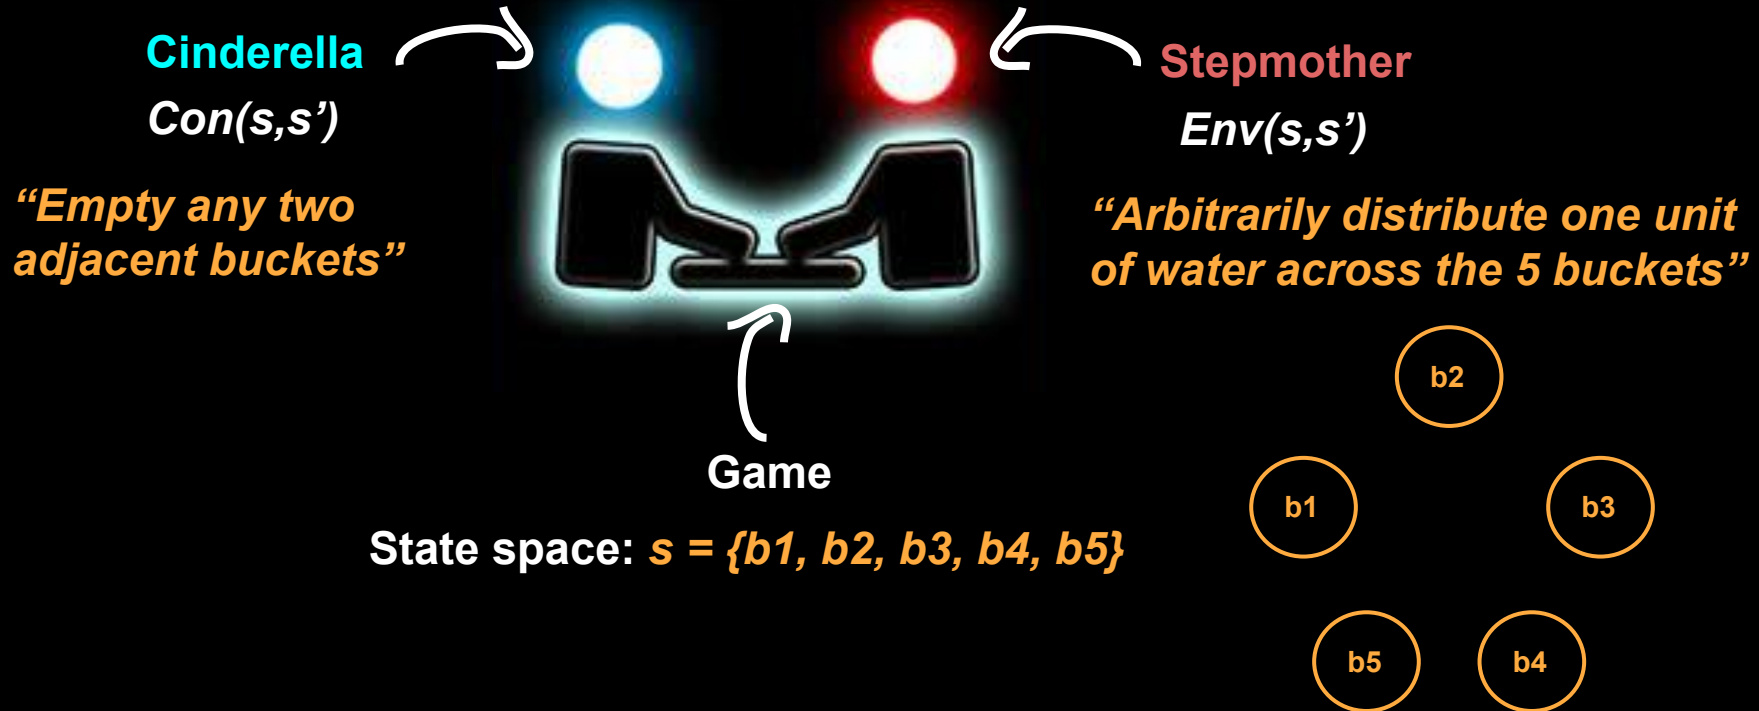 Cinderella
Con(s,s’)
“Empty any two
adjacent buckets”
Stepmother
Env(s,s’)
“Arbitrarily distribute one unit
of water across the 5 buckets”
Game
State space: s = {b1, b2, b3, b4, b5}
b2
b1
b3
b5
b4